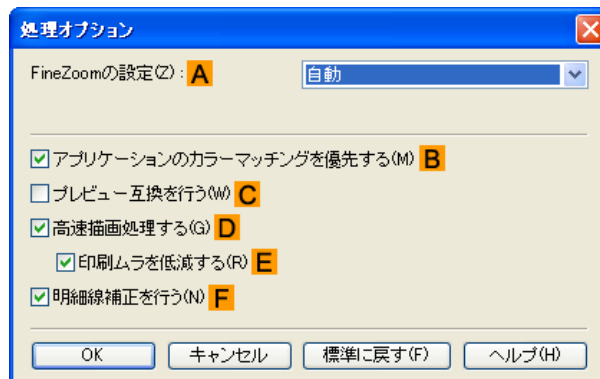 処理オプション
FineZoomの設定(Z): A 自動
アプリケーションのカラーマッチングを優先する(M) B
プレビュー互換を行う(W) C
高速描画処理する(G) D
印刷ムラを低減する(R) E
明細線補正を行う(N) F
OK キャンセル 標準に戻す(F) ヘルプ(H)